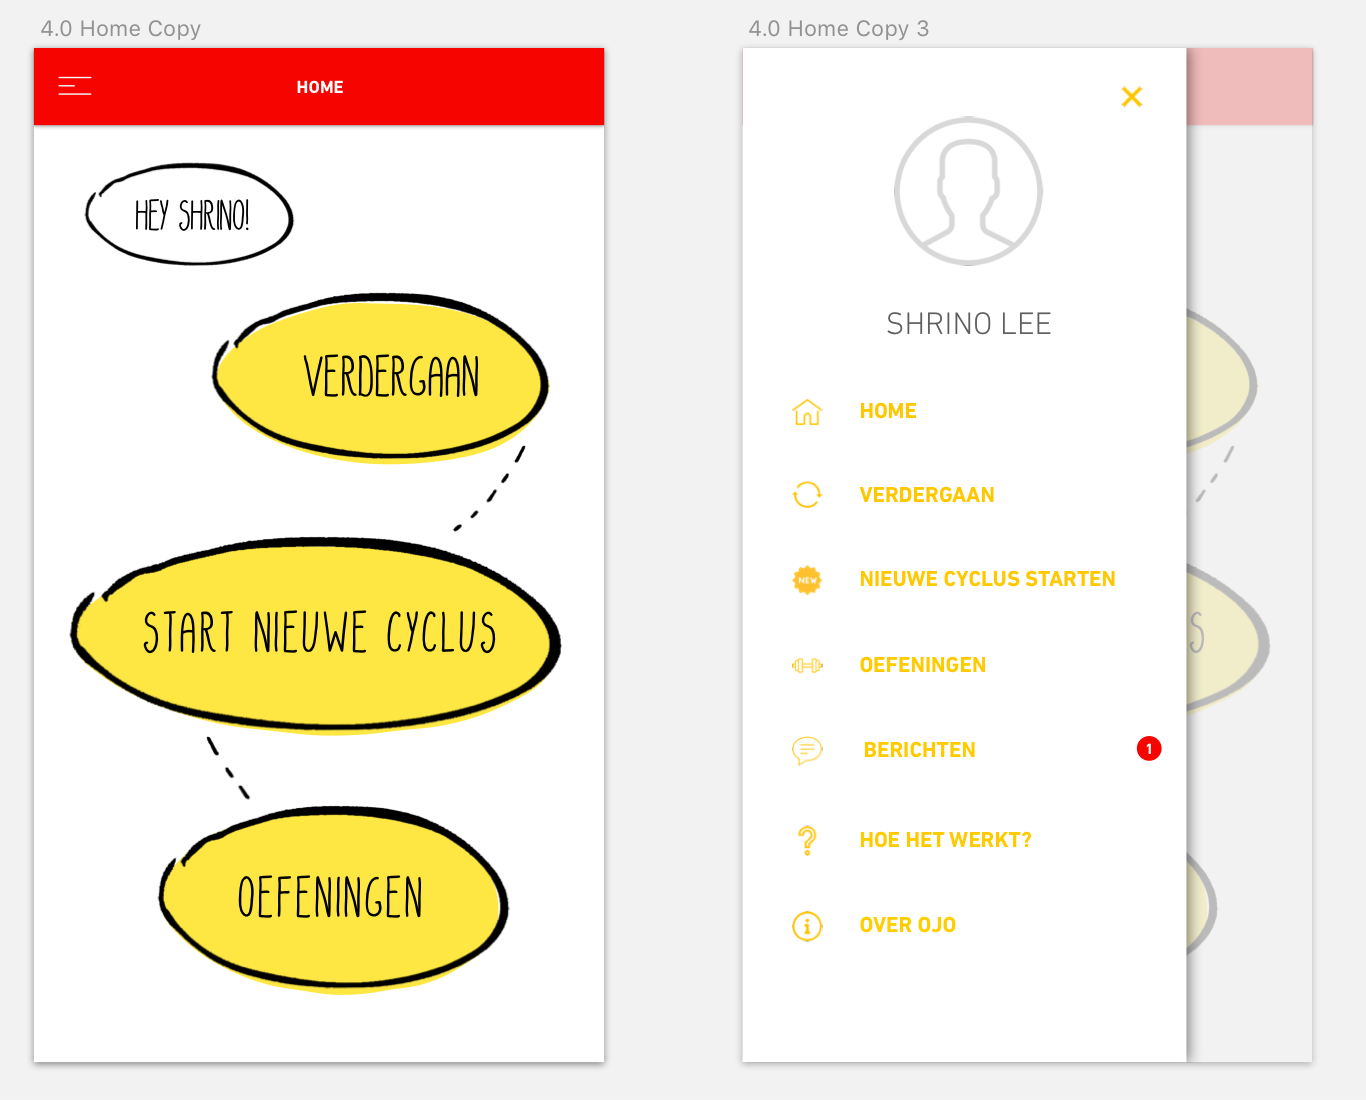 4.0 Home Copy
HOME
HEY SHRINO!
VERDERGAAN
START NIEUWE CYCLUS
OEFENINGEN
4.0 Home Copy 3
SHRINO LEE
HOME
VERDERGAAN
NEW
NIEUWE CYCLUS STARTEN
OEFENINGEN
BERICHTEN
1
HOE HET WERKT?
OVER OJO
S